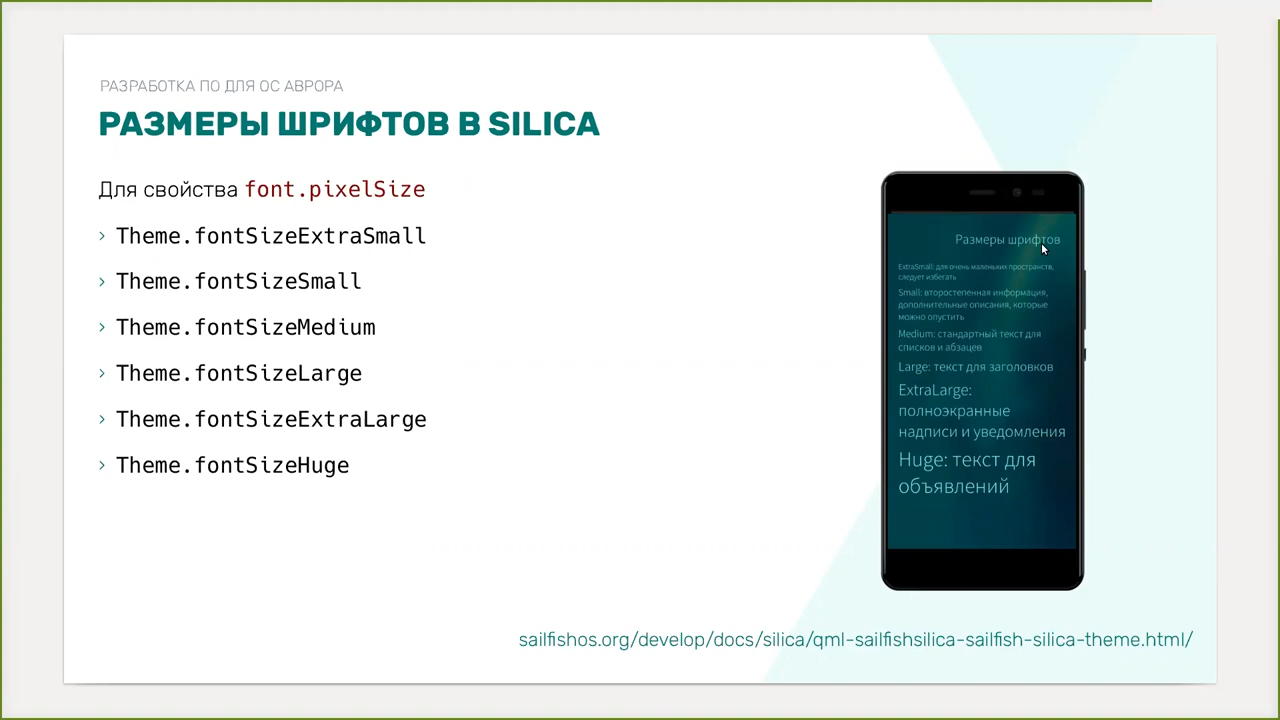 РАЗРАБОТКА ПО ДЛЯ ОС АВРОРА
РАЗМЕРЫ ШРИФТОВ В SILICA
Для свойства font.pixelSize
› Theme.fontSizeExtraSmall
› Theme.fontSizeSmall
› Theme.fontSizeMedium
› Theme.fontSizeLarge
› Theme.fontSizeExtraLarge
› Theme.fontSizeHuge
Размеры шрифтов
ExtraSmall: для очень маленьких пространств,
следует избегать
Small: второстепенная информация,
дополнительные описания, которые
можно опустить
Medium: стандартный текст для
списков и абзацев
Large: текст для заголовков
ExtraLarge:
полноэкранные
надписи и уведомления
Huge: текст для
объявлений
sailfishos.org/develop/docs/silica/qml-sailfishsilica-sailfish-silica-theme.html/